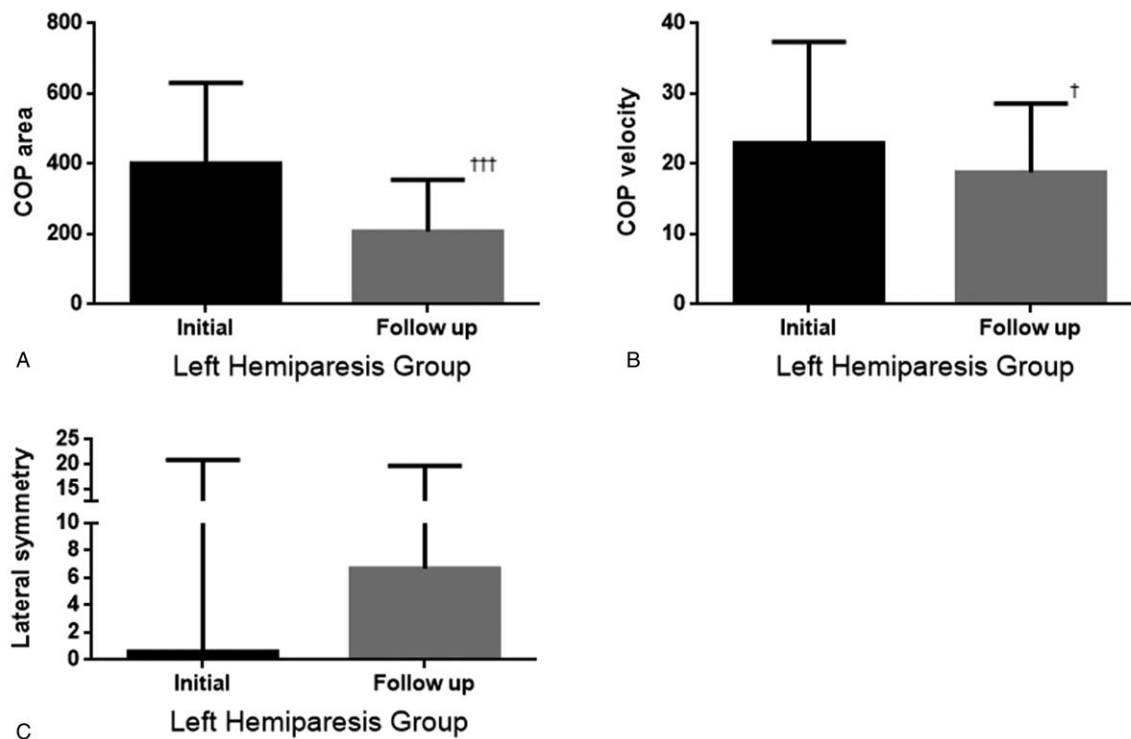 800
600
400
200
0
COP area
†††
Initial Follow up
Left Hemiparesis Group
A
40
30
20
10
0
COP velocity
†
Initial Follow up
Left Hemiparesis Group
B
25
20
15
10
8
6
4
2
0
Lateral symmetry
Initial Follow up
Left Hemiparesis Group
C